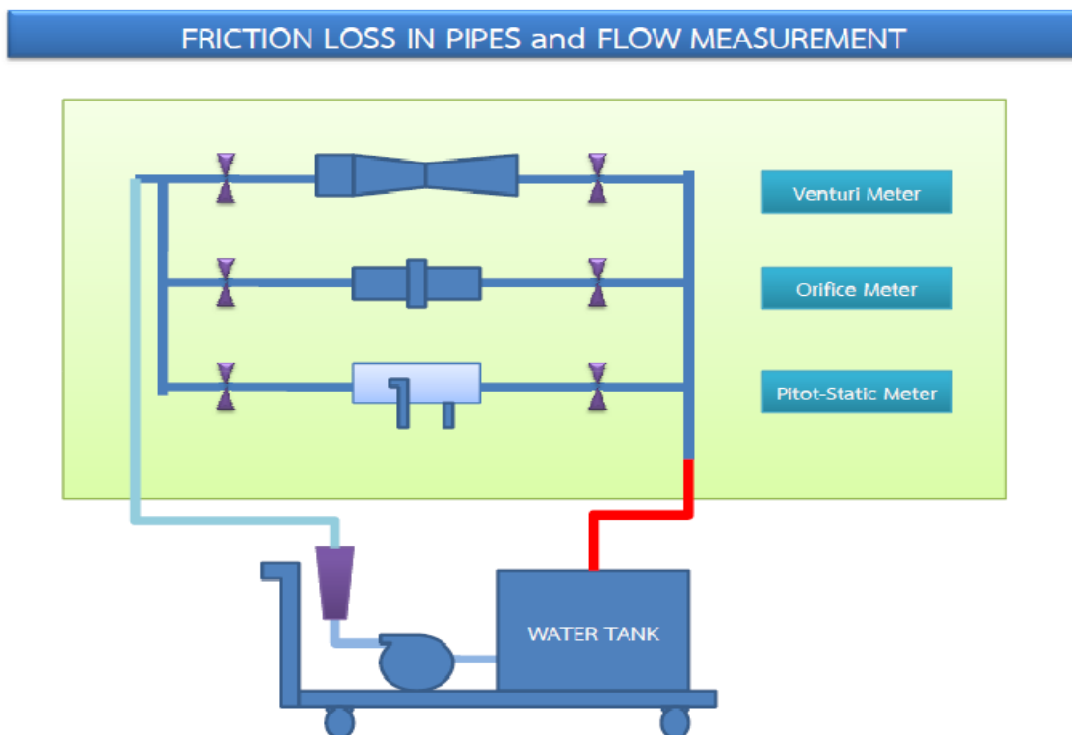 FRICTION LOSS IN PIPES and FLOW MEASUREMENT
Venturi Meter
Orifice Meter
Pitot-Static Meter
WATER TANK